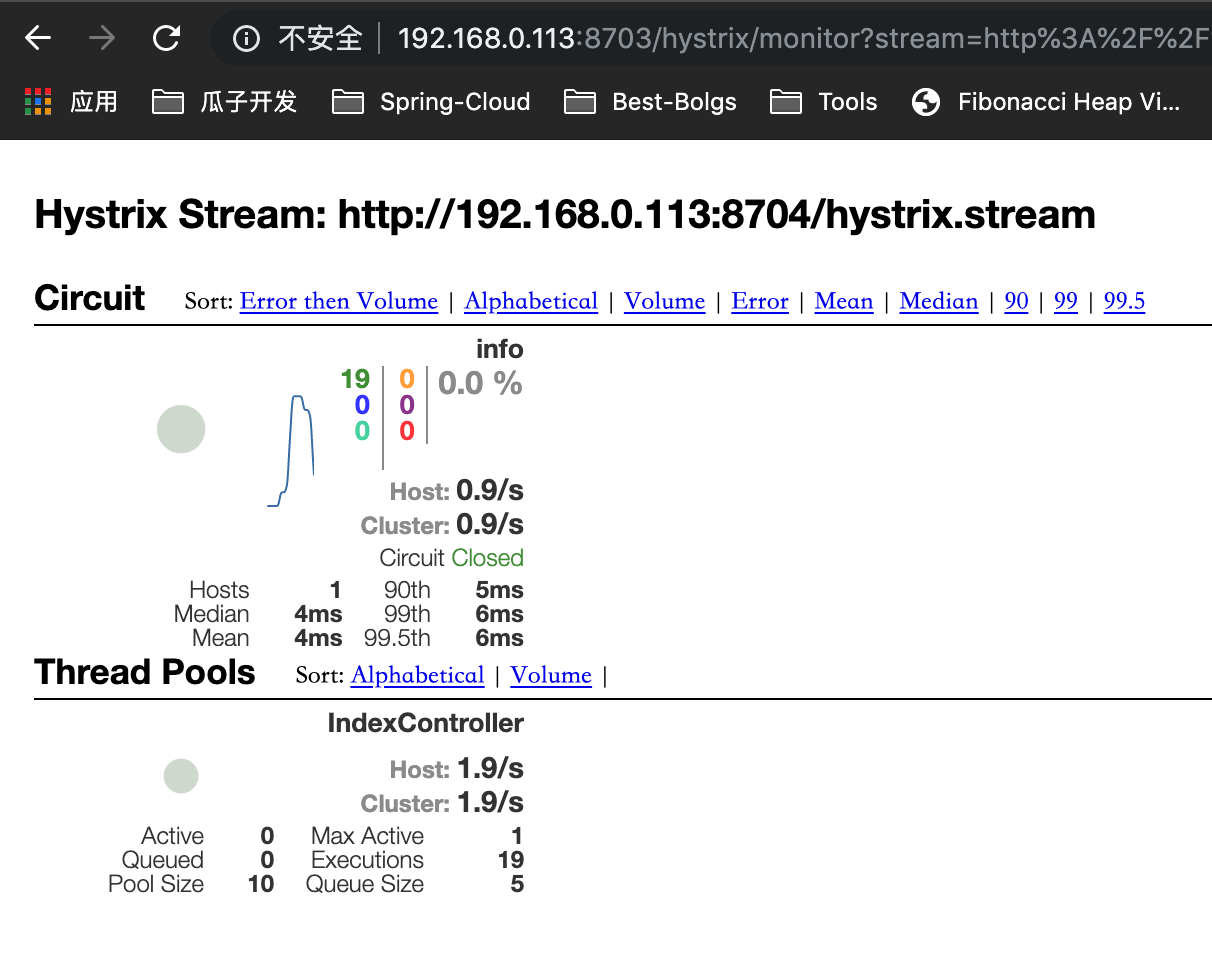 不安全 192.168.0.113:8703/hystrix/monitor?stream=http%3A%2F%2F
应用 瓜子开发 Spring-Cloud Best-Bolgs Tools Fibonacci Heap Vi...
Hystrix Stream: http://192.168.0.113:8704/hystrix.stream
Circuit Sort: Error then Volume | Alphabetical | Volume | Error | Mean | Median | 90 | 99 | 99.5
info
19 0 0.0 %
0 0
0 0
Host: 0.9/s
Cluster: 0.9/s
Circuit Closed
Hosts 1 90th 5ms
Median 4ms 99th 6ms
Mean 4ms 99.5th 6ms
Thread Pools Sort: Alphabetical | Volume |
IndexController
Host: 1.9/s
Cluster: 1.9/s
Active 0 Max Active 1
Queued 0 Executions 19
Pool Size 10 Queue Size 5